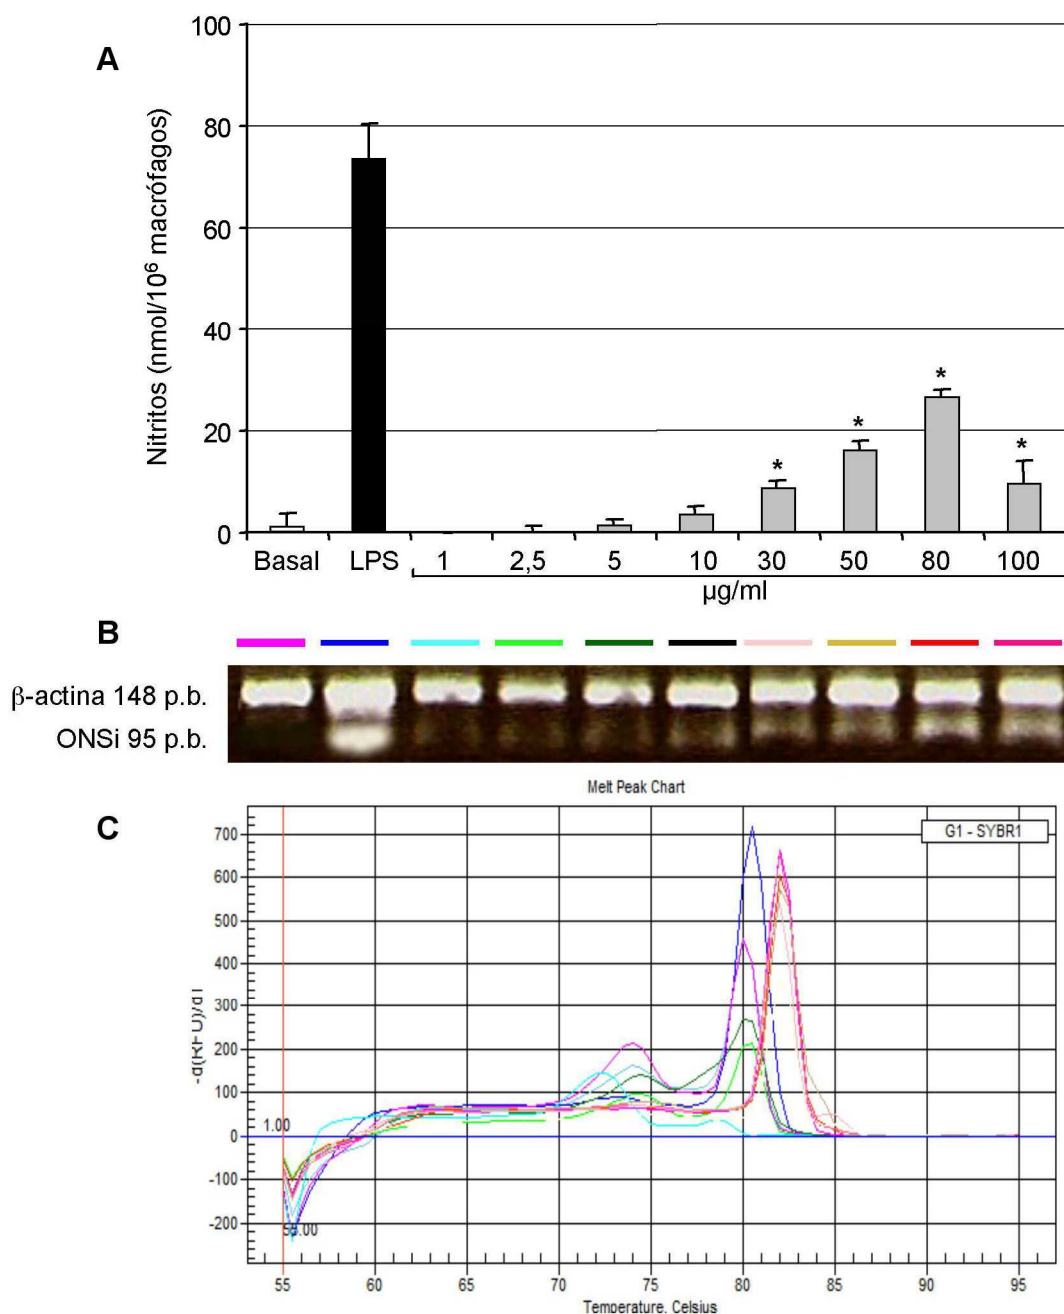 A
Nitritos (nmol/10⁶ macrófagos)
100
80
60
40
20
0
Basal LPS 1 2,5 5 10 30 50 80 100
* * * *
µg/ml
B
β-actina 148 p.b.
ONSi 95 p.b.
C
Melt Peak Chart
G1 - SYBR1
-d(RFU)/dT
700
600
500
400
300
200
100
0
-100
-200
1.00
55 60 65 70 75 80 85 90 95
Temperature, Celsius